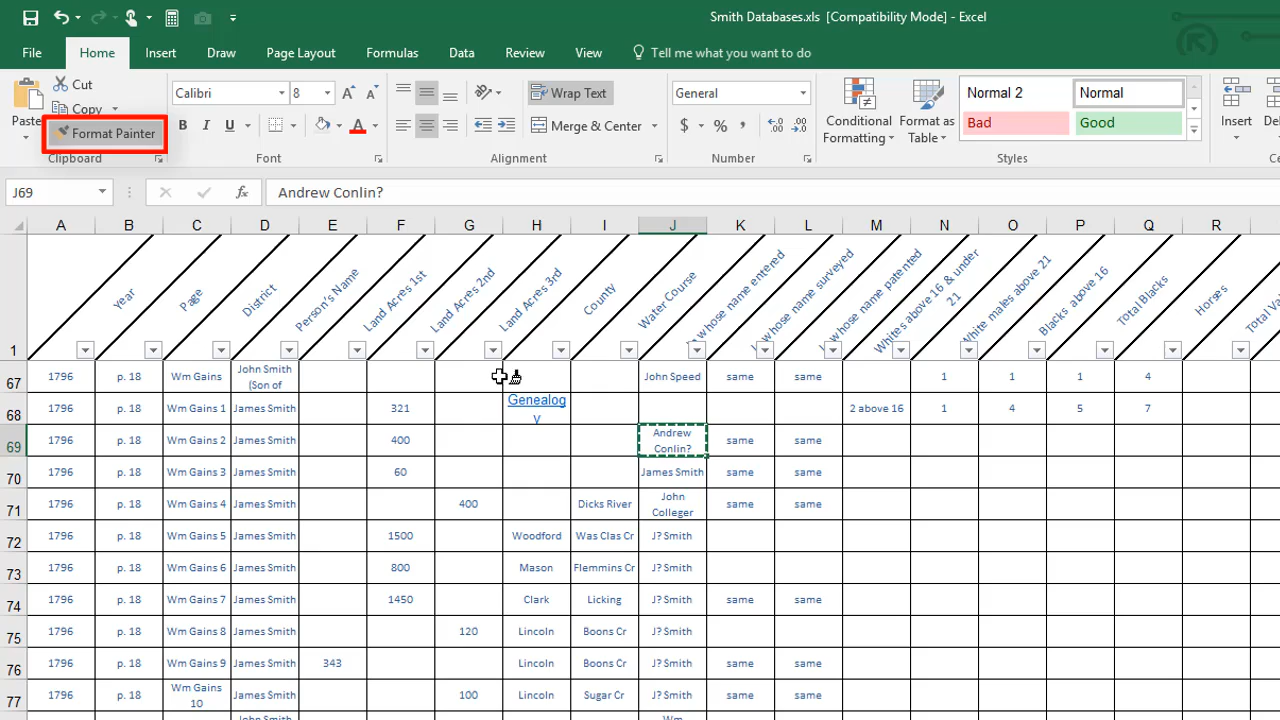 Smith Databases.xls [Compatibility Mode] - Excel
File Home Insert Draw Page Layout Formulas Data Review View Tell me what you want to do
Paste
Cut
Copy
Format Painter
Clipboard
Calibri 8
B I U
Font
Wrap Text
Merge & Center
Alignment
General
$ % ,
Number
Conditional Formatting
Format as Table
Normal 2 Normal
Bad Good
Styles
Insert
J69 fx Andrew Conlin?
A B C D E F G H I J K L M N O P Q R
1 Year Page District Person's Name Land Acres 1st Land Acres 2nd Land Acres 3rd County Water Course whose name entered whose name surveyed whose name patented Whites above 16 & under 21 White males above 21 Blacks above 16 Total Blacks Horses
67 1796 p. 18 Wm Gains John Smith (Son of John Speed same same 1 1 1 4
68 1796 p. 18 Wm Gains 1 James Smith 321 Genealogy 2 above 16 1 4 5 7
69 1796 p. 18 Wm Gains 2 James Smith 400 Andrew Conlin? same same
70 1796 p. 18 Wm Gains 3 James Smith 60 James Smith same same
71 1796 p. 18 Wm Gains 4 James Smith 400 Dicks River John Colleger same same
72 1796 p. 18 Wm Gains 5 James Smith 1500 Woodford Was Clas Cr J? Smith same same
73 1796 p. 18 Wm Gains 6 James Smith 800 Mason Flemmins Cr J? Smith
74 1796 p. 18 Wm Gains 7 James Smith 1450 Clark Licking J? Smith same same
75 1796 p. 18 Wm Gains 8 James Smith 120 Lincoln Boons Cr J? Smith
76 1796 p. 18 Wm Gains 9 James Smith 343 Lincoln Boons Cr J? Smith same same
77 1796 p. 18 Wm Gains 10 James Smith 100 Lincoln Sugar Cr J? Smith same same
John Smith Wm